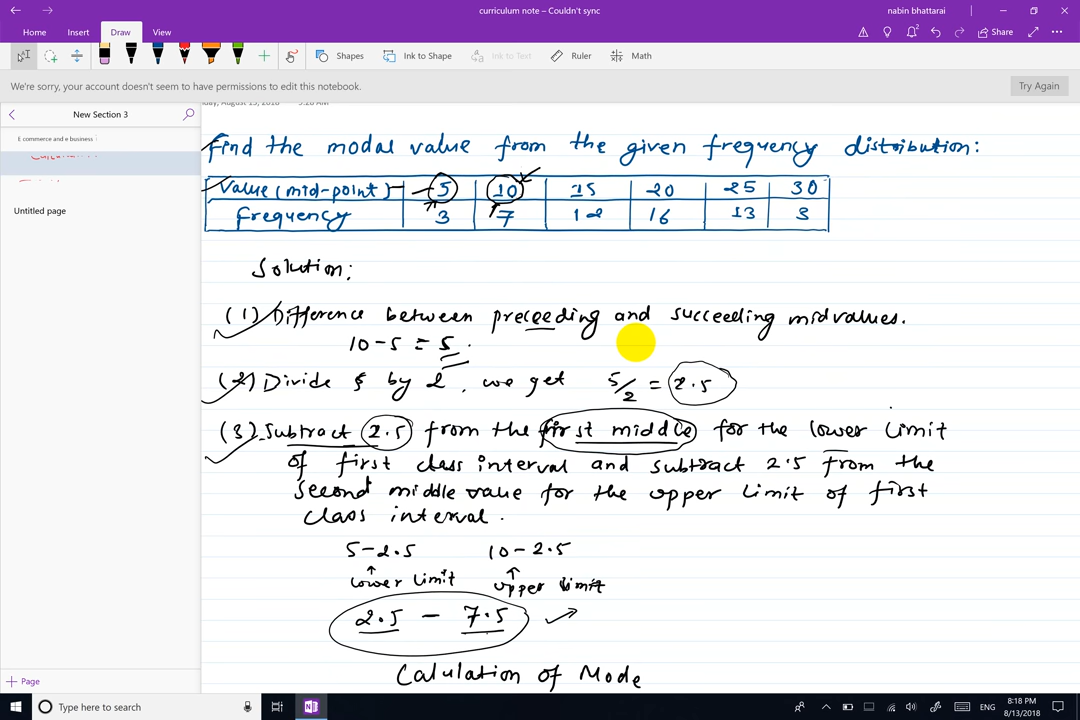 curriculum note - Couldn't sync
nabin bhattarai
Home Insert Draw View
Share
Shapes Ink to Shape Ink to Text Ruler Math
We're sorry, your account doesn't seem to have permissions to edit this notebook.
Try Again
New Section 3
E commerce and e business
Untitled page
Find the modal value from the given frequency distribution:
Value (mid-point) 5 10 15 20 25 30
Frequency 3 7 12 16 13 3
Solution:
(1) Difference between preceeding and succeeding midvalues.
10-5 = 5.
(2) Divide 5 by 2, we get 5/2 = 2.5
(3) Subtract 2.5 from the first middle for the lower limit
of first class interval and subtract 2.5 from the
second middle value for the upper limit of first
class interval.
5-2.5 10-2.5
lower limit upper limit
2.5 - 7.5
Calulation of Mode
+ Page
Type here to search
ENG
8:18 PM
8/13/2018